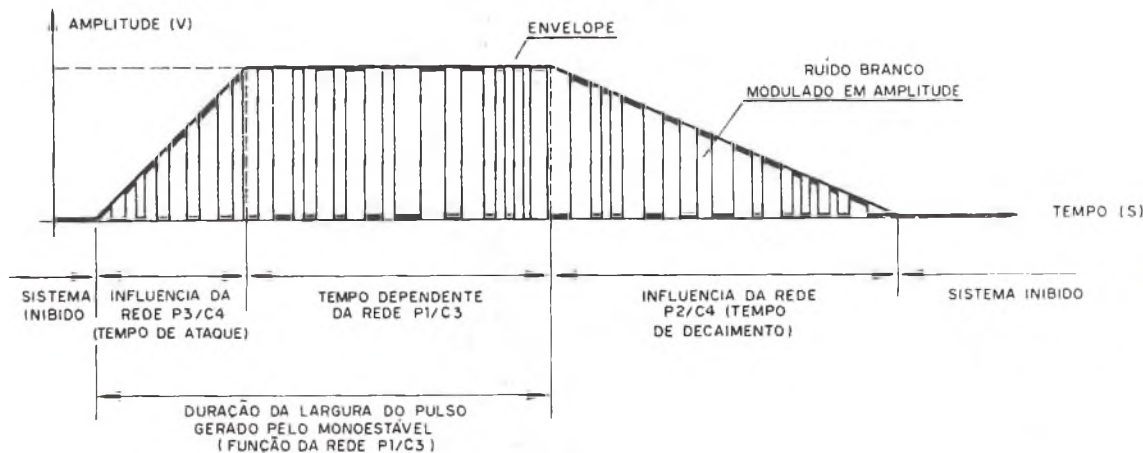 AMPLITUDE (V)
ENVELOPE
RUÍDO BRANCO
MODULADO EM AMPLITUDE
TEMPO (S)
SISTEMA
INIBIDO
INFLUENCIA DA
REDE P3/C4
(TEMPO DE ATAQUE)
TEMPO DEPENDENTE
DA REDE P1/C3
INFLUENCIA DA REDE
P2/C4 (TEMPO
DE DECAIMENTO)
SISTEMA INIBIDO
DURAÇÃO DA LARGURA DO PULSO
GERADO PELO MONOESTÁVEL
(FUNÇÃO DA REDE P1/C3)